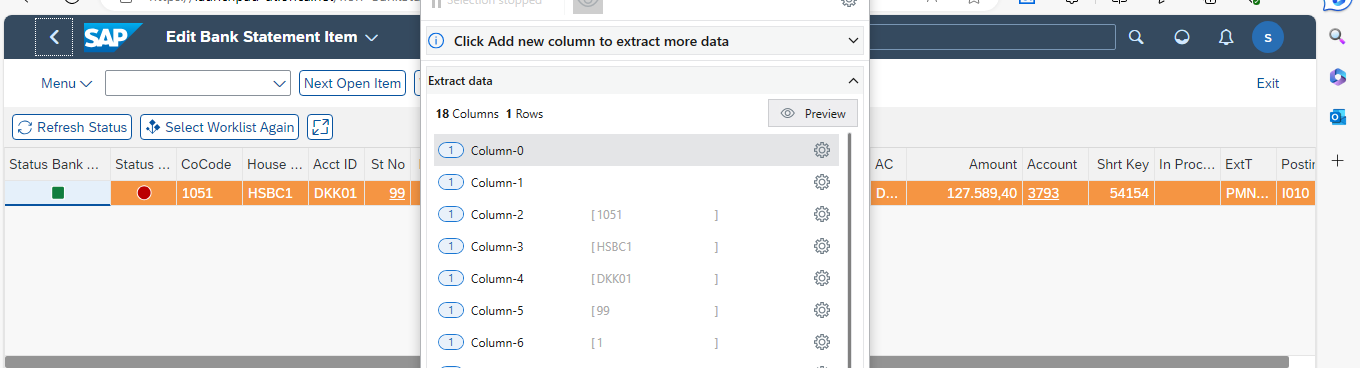 Selection stopped
SAP
Edit Bank Statement Item
S
Click Add new column to extract more data
Menu
Next Open Item
Exit
Extract data
18 Columns 1 Rows
Preview
Refresh Status
Select Worklist Again
Status Bank ... Status ... CoCode House ... Acct ID St No AC Amount Account Shrt Key In Proc... ExtT Postin
1051 HSBC1 DKK01 99 D... 127.589,40 3793 54154 PMN... I010
1 Column-0
1 Column-1
1 Column-2 [1051 ]
1 Column-3 [HSBC1 ]
1 Column-4 [DKK01 ]
1 Column-5 [99 ]
1 Column-6 [1 ]